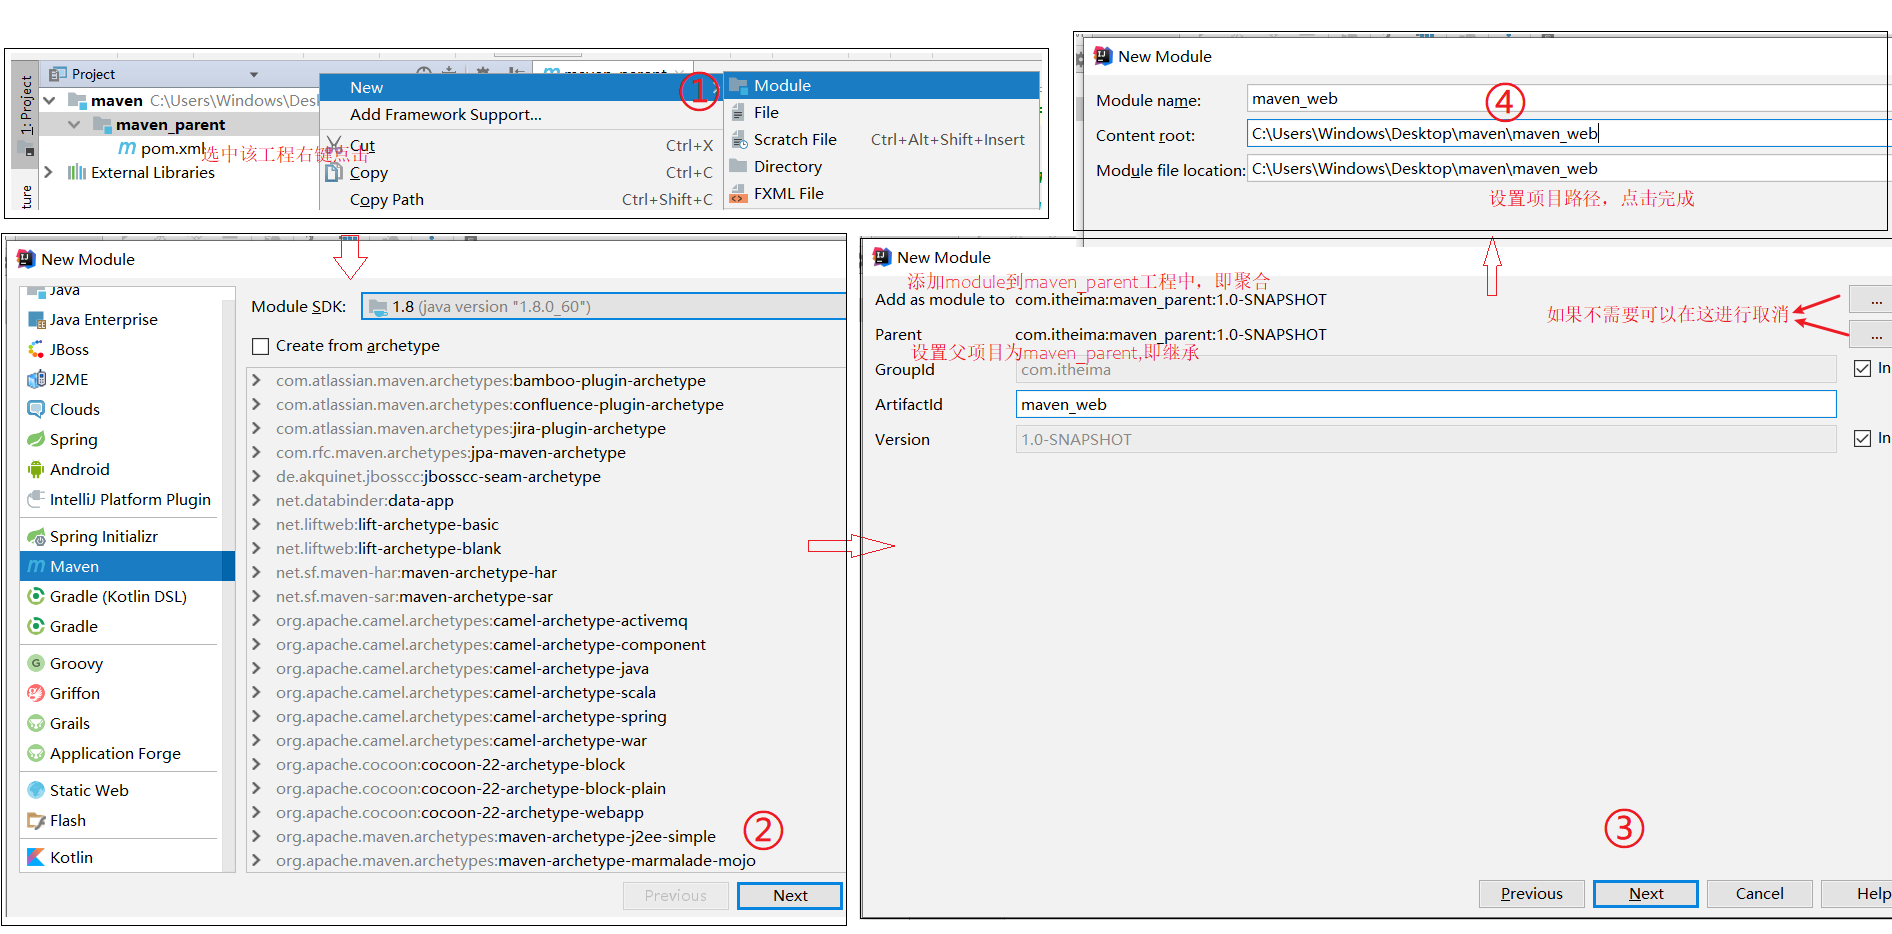 Project
1: Project
maven C:\Users\Windows\Des
maven_parent
pom.xml
选中该工程右键点击
External Libraries
New
Add Framework Support...
Cut Ctrl+X
Copy Ctrl+C
Copy Path Ctrl+Shift+C
①
Module
File
Scratch File Ctrl+Alt+Shift+Insert
Directory
FXML File
New Module
Module name: maven_web
④
Content root: C:\Users\Windows\Desktop\maven\maven_web
Module file location: C:\Users\Windows\Desktop\maven\maven_web
设置项目路径，点击完成
New Module
Java
Java Enterprise
JBoss
J2ME
Clouds
Spring
Android
IntelliJ Platform Plugin
Spring Initializr
Maven
Gradle (Kotlin DSL)
Gradle
Groovy
Griffon
Grails
Application Forge
Static Web
Flash
Kotlin
Module SDK: 1.8 (java version "1.8.0_60")
Create from archetype
com.atlassian.maven.archetypes:bamboo-plugin-archetype
com.atlassian.maven.archetypes:confluence-plugin-archetype
com.atlassian.maven.archetypes:jira-plugin-archetype
com.rfc.maven.archetypes:jpa-maven-archetype
de.akquinet.jbosscc:jbosscc-seam-archetype
net.databinder:data-app
net.liftweb:lift-archetype-basic
net.liftweb:lift-archetype-blank
net.sf.maven-har:maven-archetype-har
net.sf.maven-sar:maven-archetype-sar
org.apache.camel.archetypes:camel-archetype-activemq
org.apache.camel.archetypes:camel-archetype-component
org.apache.camel.archetypes:camel-archetype-java
org.apache.camel.archetypes:camel-archetype-scala
org.apache.camel.archetypes:camel-archetype-spring
org.apache.camel.archetypes:camel-archetype-war
org.apache.cocoon:cocoon-22-archetype-block
org.apache.cocoon:cocoon-22-archetype-block-plain
org.apache.cocoon:cocoon-22-archetype-webapp
org.apache.maven.archetypes:maven-archetype-j2ee-simple
org.apache.maven.archetypes:maven-archetype-marmalade-mojo
②
Previous Next
New Module
添加module到maven_parent工程中，即聚合
Add as module to com.itheima:maven_parent:1.0-SNAPSHOT ...
如果不需要可以在这进行取消
Parent com.itheima:maven_parent:1.0-SNAPSHOT ...
设置父项目为maven_parent,即继承
GroupId com.itheima In
ArtifactId maven_web
Version 1.0-SNAPSHOT In
③
Previous Next Cancel Help